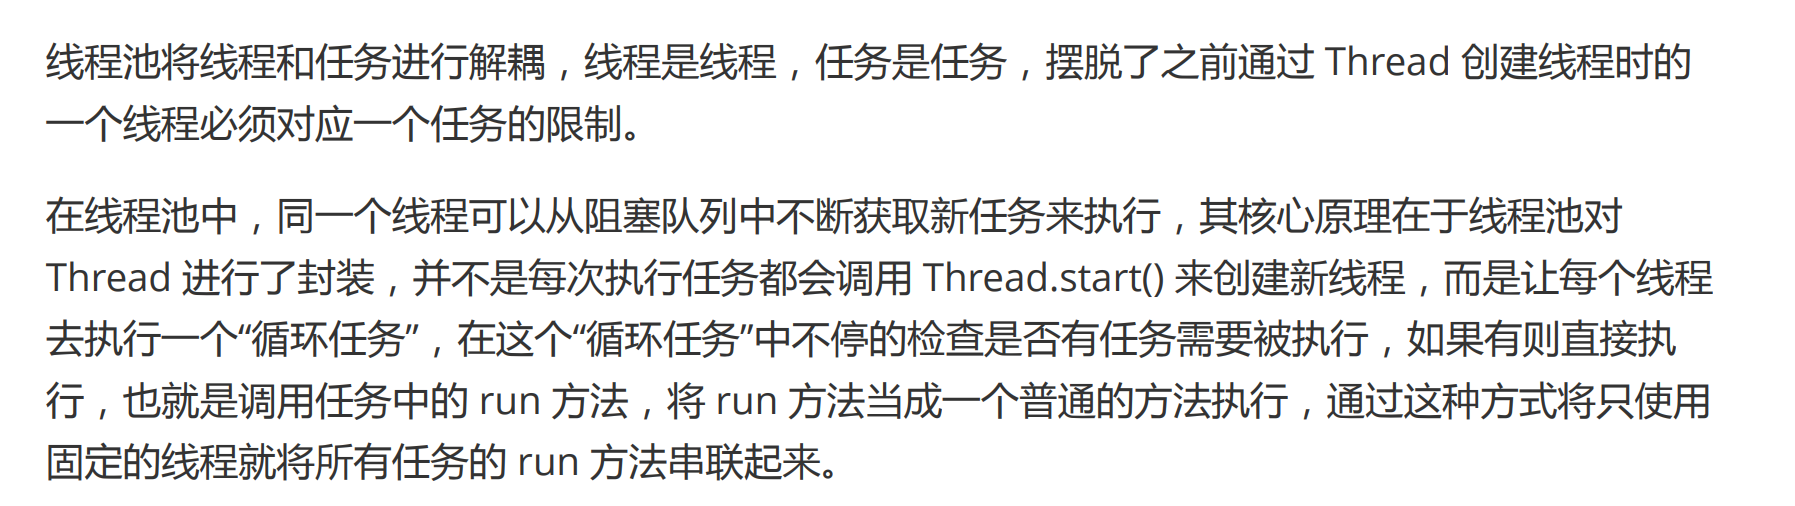 线程池将线程和任务进行解耦，线程是线程，任务是任务，摆脱了之前通过 Thread 创建线程时的
一个线程必须对应一个任务的限制。
在线程池中，同一个线程可以从阻塞队列中不断获取新任务来执行，其核心原理在于线程池对
Thread 进行了封装，并不是每次执行任务都会调用 Thread.start() 来创建新线程，而是让每个线程
去执行一个“循环任务”，在这个“循环任务”中不停的检查是否有任务需要被执行，如果有则直接执
行，也就是调用任务中的 run 方法，将 run 方法当成一个普通的方法执行，通过这种方式将只使用
固定的线程就将所有任务的 run 方法串联起来。